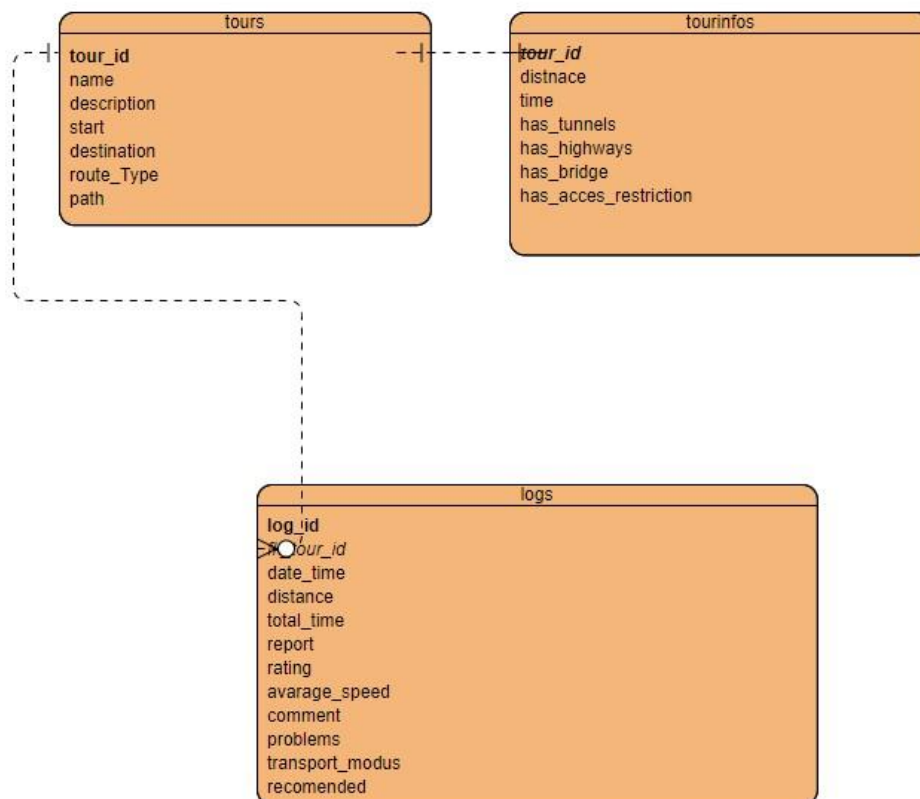 tours
tour_id
name
description
start
destination
route_Type
path
tourinfos
tour_id
distnace
time
has_tunnels
has_highways
has_bridge
has_acces_restriction
logs
log_id
date_time
distance
total_time
report
rating
avarage_speed
comment
problems
transport_modus
recomended